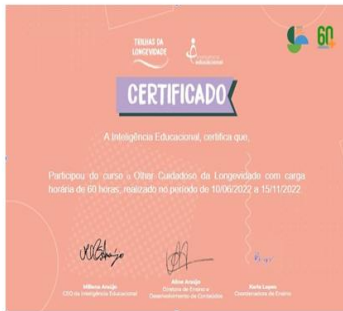 TRILHAS DA
LONGEVIDADE
educacional
60
CERTIFICADO
A Inteligência Educacional, certifica que,
Participou do curso o Olhar Cuidadoso da Longevidade com carga
horária de 60 horas, realizado no período de 10/06/2022 a 15/11/2022
Milena Araújo
CEO da Inteligência Educacional
Aline Araújo
Diretora de Ensino e
Desenvolvimento de Conteúdos
Karla Lopes
Coordenadora de Ensino